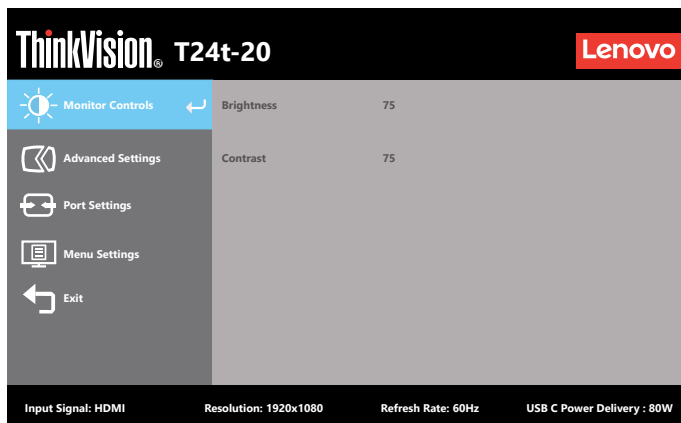 ThinkVision® T24t-20 Lenovo
Monitor Controls Brightness 75
Advanced Settings Contrast 75
Port Settings
Menu Settings
Exit
Input Signal: HDMI Resolution: 1920x1080 Refresh Rate: 60Hz USB C Power Delivery : 80W